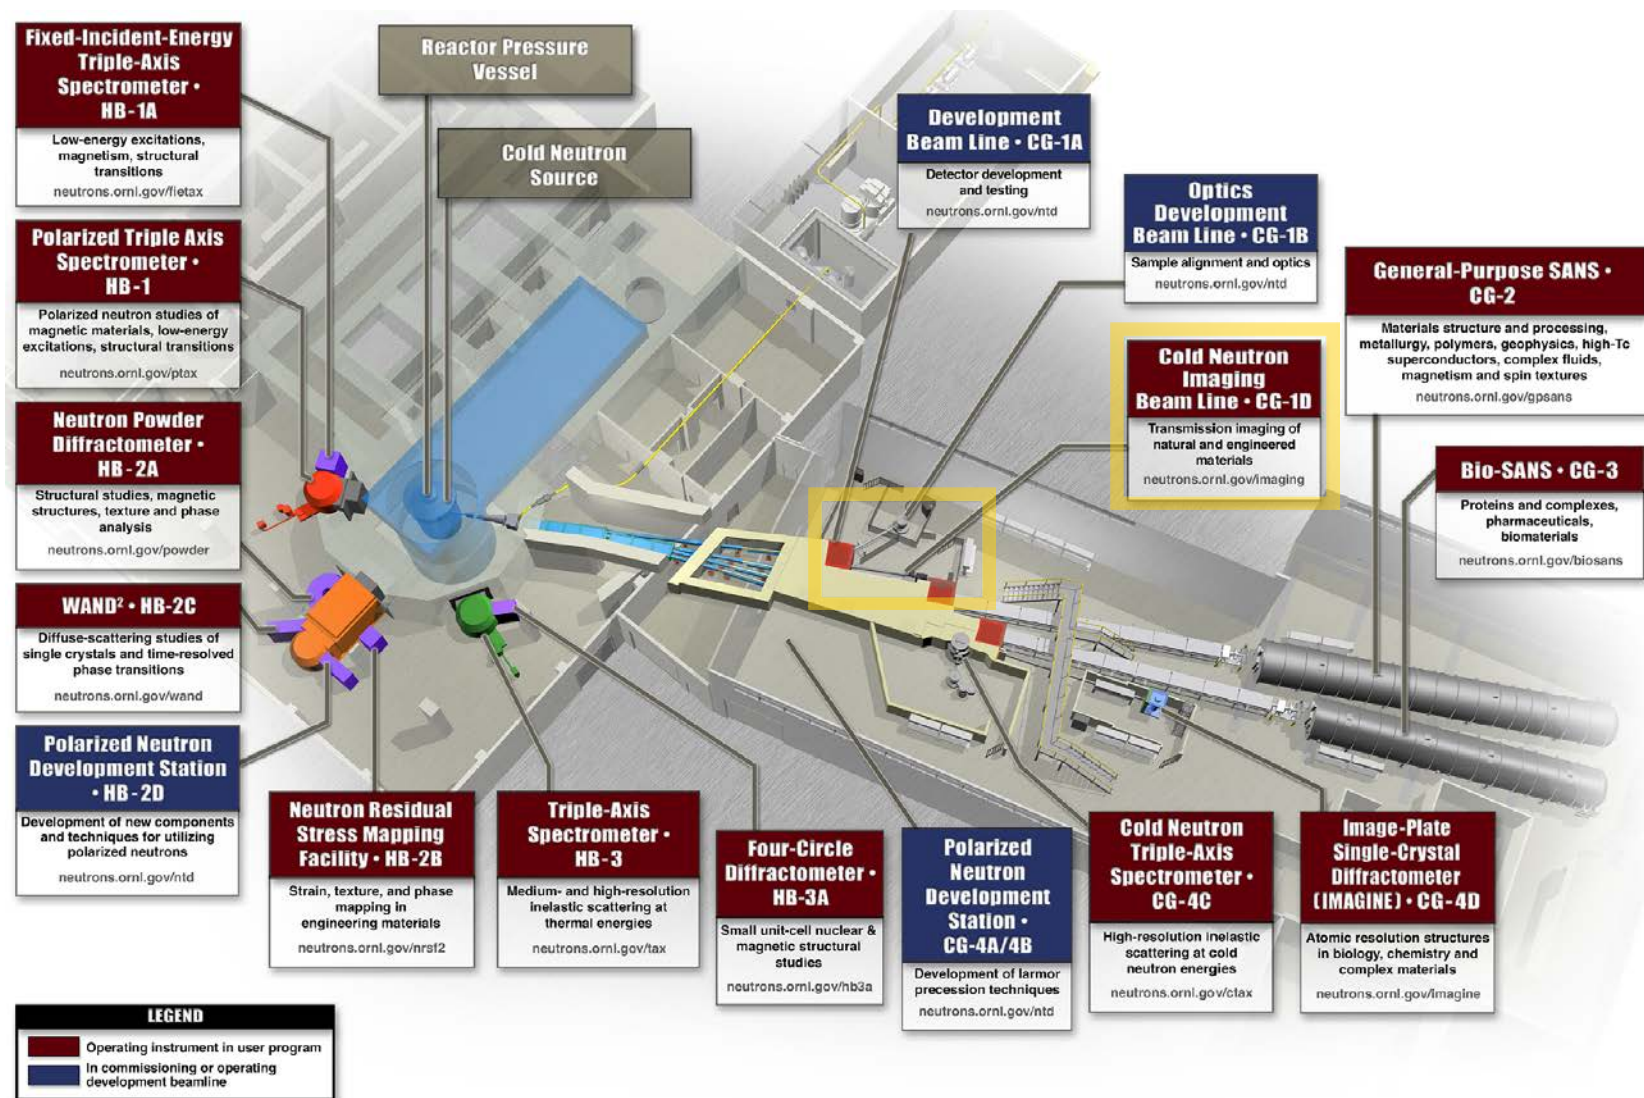 Fixed-Incident-Energy
Triple-Axis
Spectrometer •
HB-1A
Low-energy excitations,
magnetism, structural
transitions
neutrons.ornl.gov/fietax
Polarized Triple Axis
Spectrometer •
HB-1
Polarized neutron studies of
magnetic materials, low-energy
excitations, structural transitions
neutrons.ornl.gov/ptax
Neutron Powder
Diffractometer •
HB-2A
Structural studies, magnetic
structures, texture and phase
analysis
neutrons.ornl.gov/powder
WAND² • HB-2C
Diffuse-scattering studies of
single crystals and time-resolved
phase transitions
neutrons.ornl.gov/wand
Polarized Neutron
Development Station
• HB-2D
Development of new components
and techniques for utilizing
polarized neutrons
neutrons.ornl.gov/ntd
Reactor Pressure
Vessel
Cold Neutron
Source
Development
Beam Line • CG-1A
Detector development
and testing
neutrons.ornl.gov/ntd
Optics
Development
Beam Line • CG-1B
Sample alignment and optics
neutrons.ornl.gov/ntd
Cold Neutron
Imaging
Beam Line • CG-1D
Transmission imaging of
natural and engineered
materials
neutrons.ornl.gov/imaging
General-Purpose SANS •
CG-2
Materials structure and processing,
metallurgy, polymers, geophysics, high-Tc
superconductors, complex fluids,
magnetism and spin textures
neutrons.ornl.gov/gpsans
Bio-SANS • CG-3
Proteins and complexes,
pharmaceuticals,
biomaterials
neutrons.ornl.gov/biosans
Neutron Residual
Stress Mapping
Facility • HB-2B
Strain, texture, and phase
mapping in
engineering materials
neutrons.ornl.gov/nrsf2
Triple-Axis
Spectrometer •
HB-3
Medium- and high-resolution
inelastic scattering at
thermal energies
neutrons.ornl.gov/tax
Four-Circle
Diffractometer •
HB-3A
Small unit-cell nuclear &
magnetic structural
studies
neutrons.ornl.gov/hb3a
Polarized
Neutron
Development
Station •
CG-4A/4B
Development of larmor
precession techniques
neutrons.ornl.gov/ntd
Cold Neutron
Triple-Axis
Spectrometer •
CG-4C
High-resolution inelastic
scattering at cold
neutron energies
neutrons.ornl.gov/ctax
Image-Plate
Single-Crystal
Diffractometer
(IMAGINE) • CG-4D
Atomic resolution structures
in biology, chemistry and
complex materials
neutrons.ornl.gov/imagine
LEGEND
Operating instrument in user program
In commissioning or operating
development beamline